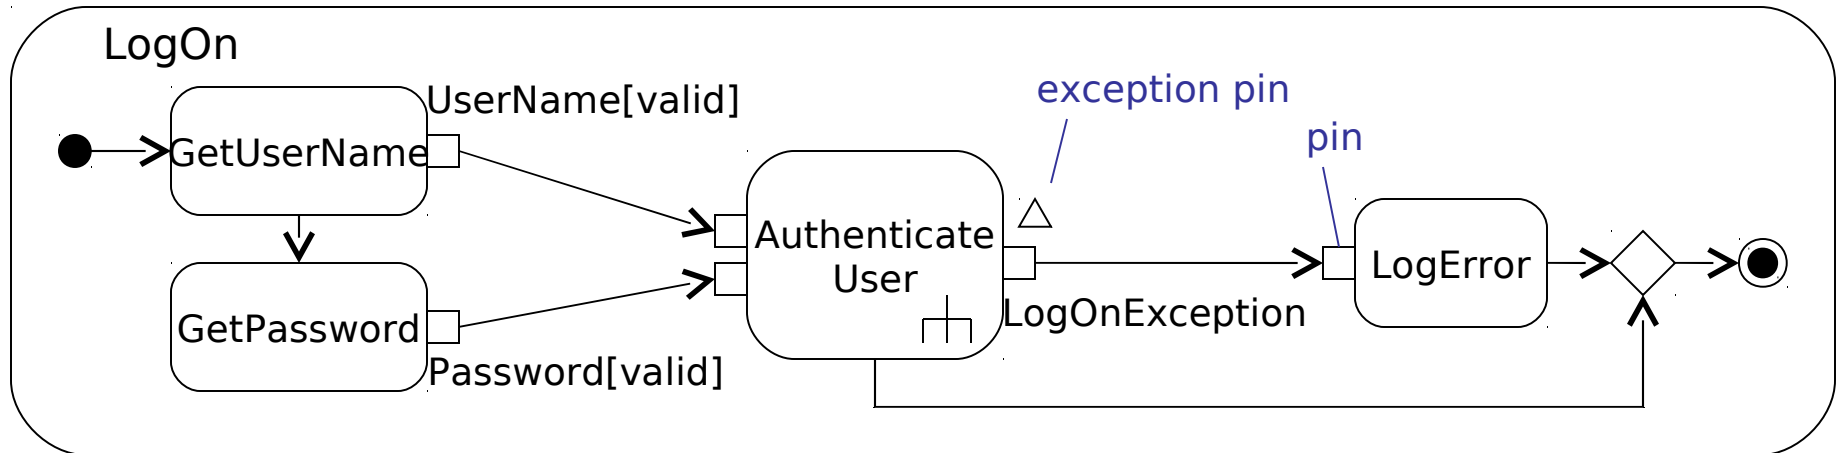 LogOn
UserName[valid]
exception pin
pin
GetUserName
Authenticate
User
LogError
LogOnException
GetPassword
Password[valid]